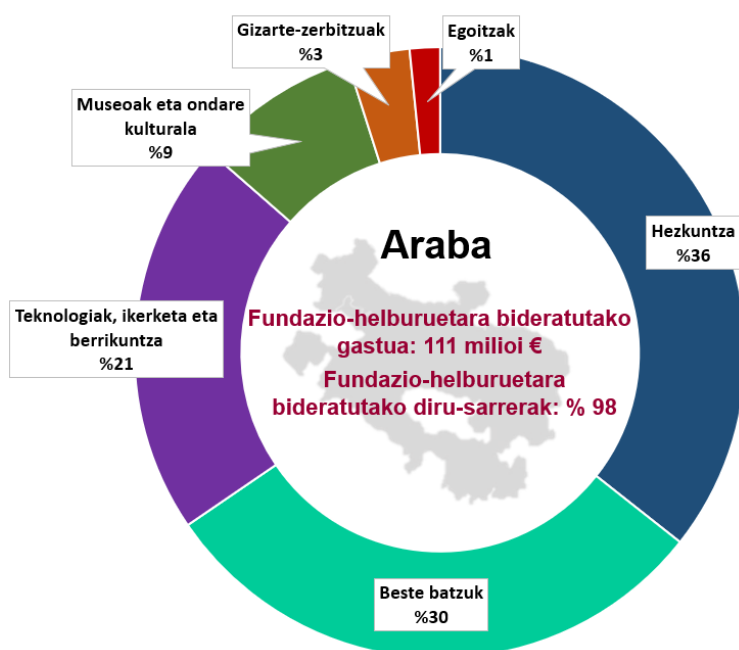 Gizarte-zerbitzuak
%3
Egoitzak
%1
Museoak eta ondare
kulturala
%9
Hezkuntza
%36
Araba
Teknologiak, ikerketa eta
berrikuntza
%21
Fundazio-helburuetara bideratutako
gastua: 111 milioi €
Fundazio-helburuetara
bideratutako diru-sarrerak: % 98
Beste batzuk
%30